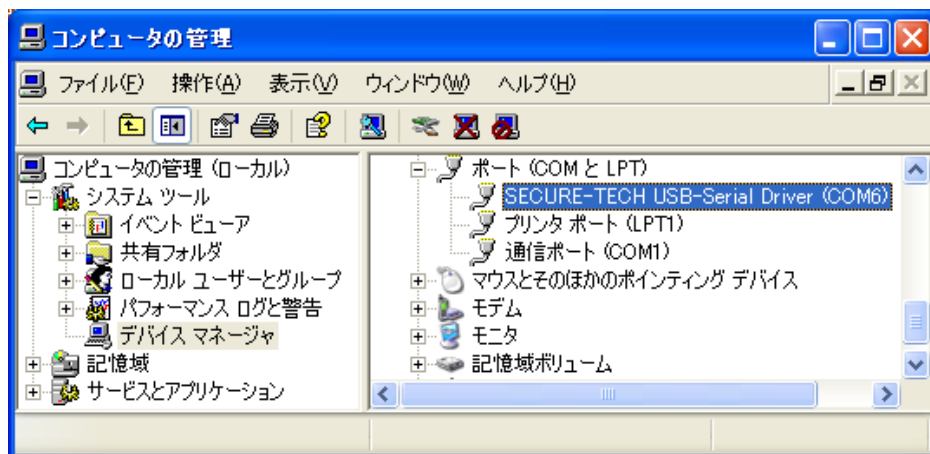 コンピュータの管理
ファイル(F) 操作(A) 表示(V) ウィンドウ(W) ヘルプ(H)
コンピュータの管理 (ローカル)
システム ツール
イベント ビューア
共有フォルダ
ローカル ユーザーとグループ
パフォーマンス ログと警告
デバイス マネージャ
記憶域
サービスとアプリケーション
ポート (COM と LPT)
SECURE-TECH USB-Serial Driver (COM6)
プリンタ ポート (LPT1)
通信ポート (COM1)
マウスとそのほかのポインティング デバイス
モデム
モニタ
記憶域ボリューム